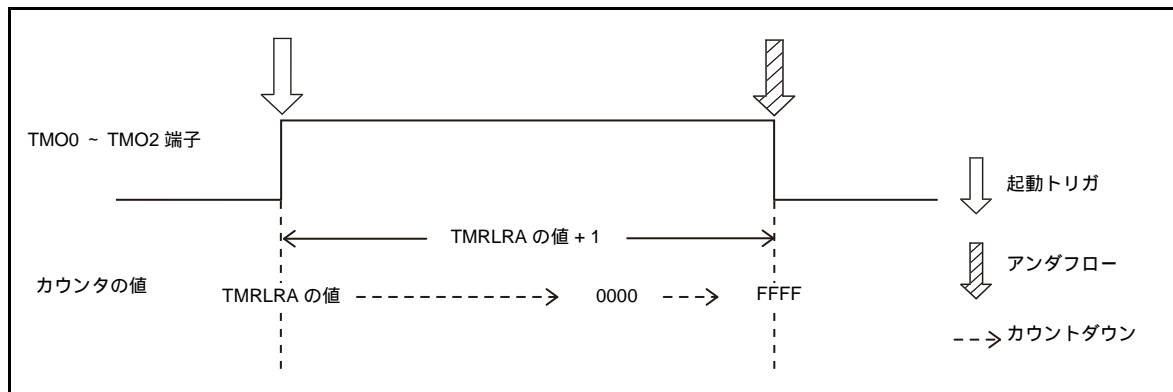 TMO0 ~ TMO2 端子
起動トリガ
TMRLRA の値 + 1
アンダフロー
カウンタの値
TMRLRA の値
0000
FFFF
カウントダウン